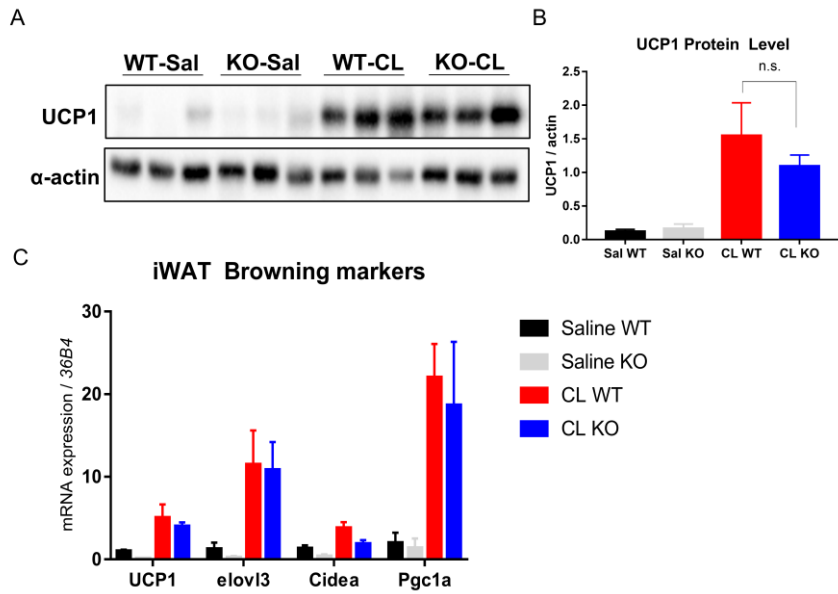 A
WT-Sal KO-Sal WT-CL KO-CL
UCP1
α-actin
B
UCP1 Protein Level
n.s.
2.5
2.0
1.5
1.0
0.5
0.0
UCP1 / actin
Sal WT Sal KO CL WT CL KO
C
iWAT Browning markers
30
20
10
0
mRNA expression / 36B4
UCP1 elovl3 Cidea Pgc1a
Saline WT
Saline KO
CL WT
CL KO